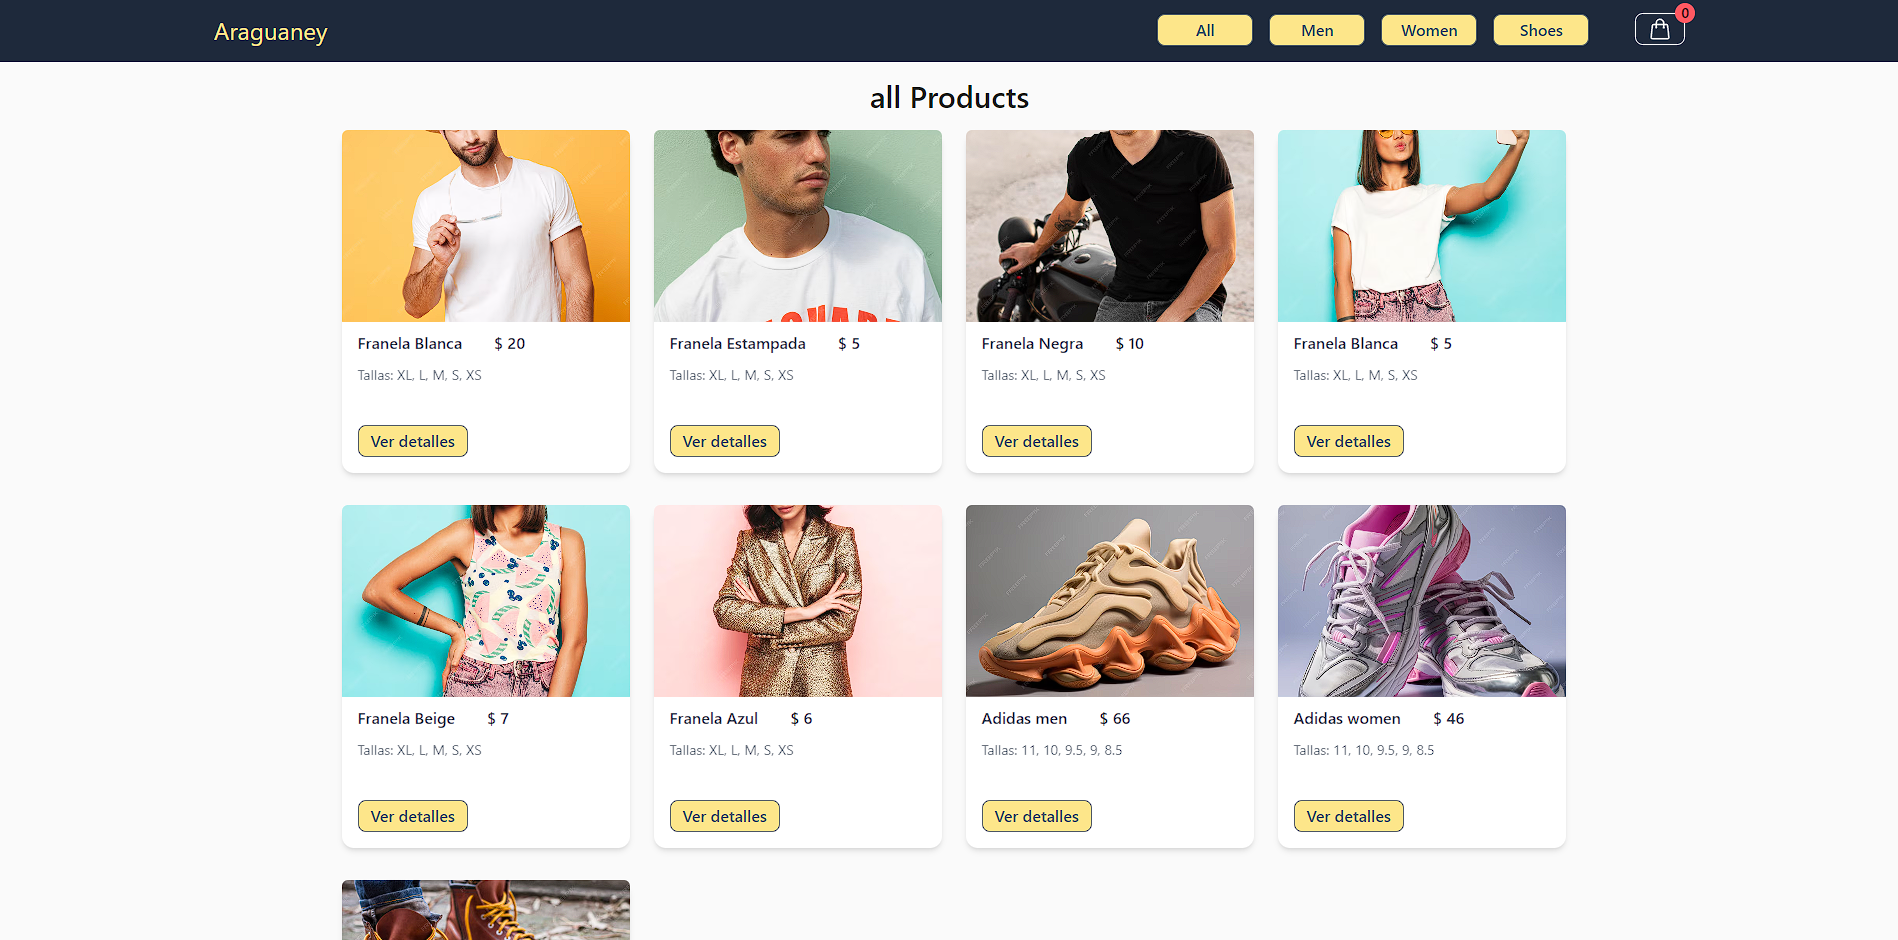 Araguaney
All
Men
Women
Shoes
0
all Products
Franela Blanca $ 20
Tallas: XL, L, M, S, XS
Ver detalles
Franela Estampada $ 5
Tallas: XL, L, M, S, XS
Ver detalles
Franela Negra $ 10
Tallas: XL, L, M, S, XS
Ver detalles
Franela Blanca $ 5
Tallas: XL, L, M, S, XS
Ver detalles
Franela Beige $ 7
Tallas: XL, L, M, S, XS
Ver detalles
Franela Azul $ 6
Tallas: XL, L, M, S, XS
Ver detalles
Adidas men $ 66
Tallas: 11, 10, 9.5, 9, 8.5
Ver detalles
Adidas women $ 46
Tallas: 11, 10, 9.5, 9, 8.5
Ver detalles